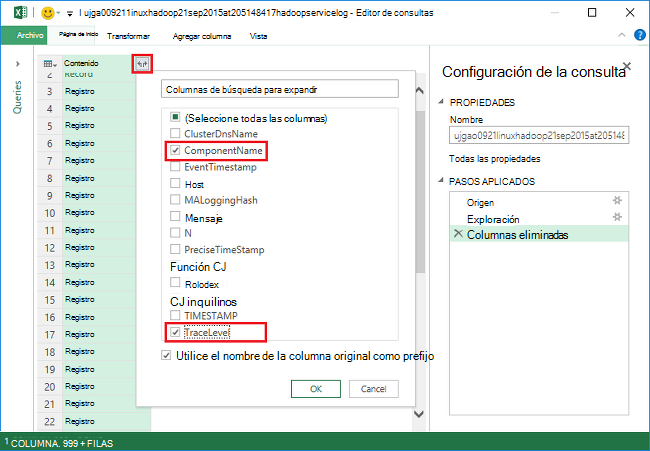 ujga00921linuxhadoop21sep2015at205148417hadoopservicelog - Editor de consultas
Archivo
Página de inicio
Transformar
Agregar columna
Vista
Queries
Contenido
2 Record
3 Registro
4 Registro
5 Registro
6 Registro
7 Registro
8 Registro
9 Registro
10 Registro
11 Registro
12 Registro
13 Registro
14 Registro
15 Registro
16 Registro
17 Registro
18 Registro
19 Registro
20 Registro
21 Registro
22 Registro
Columnas de búsqueda para expandir
(Seleccione todas las columnas)
ClusterDnsName
ComponentName
EventTimestamp
Host
MALoggingHash
Mensaje
N
PreciseTimeStamp
Función CJ
Rolodex
CJ inquilinos
TIMESTAMP
TraceLevel
Utilice el nombre de la columna original como prefijo
OK
Cancel
Configuración de la consulta
PROPIEDADES
Nombre
ujgao0921linuxhadoop21sep2015at205148
Todas las propiedades
PASOS APLICADOS
Origen
Exploración
Columnas eliminadas
1 COLUMNA. 999 + FILAS